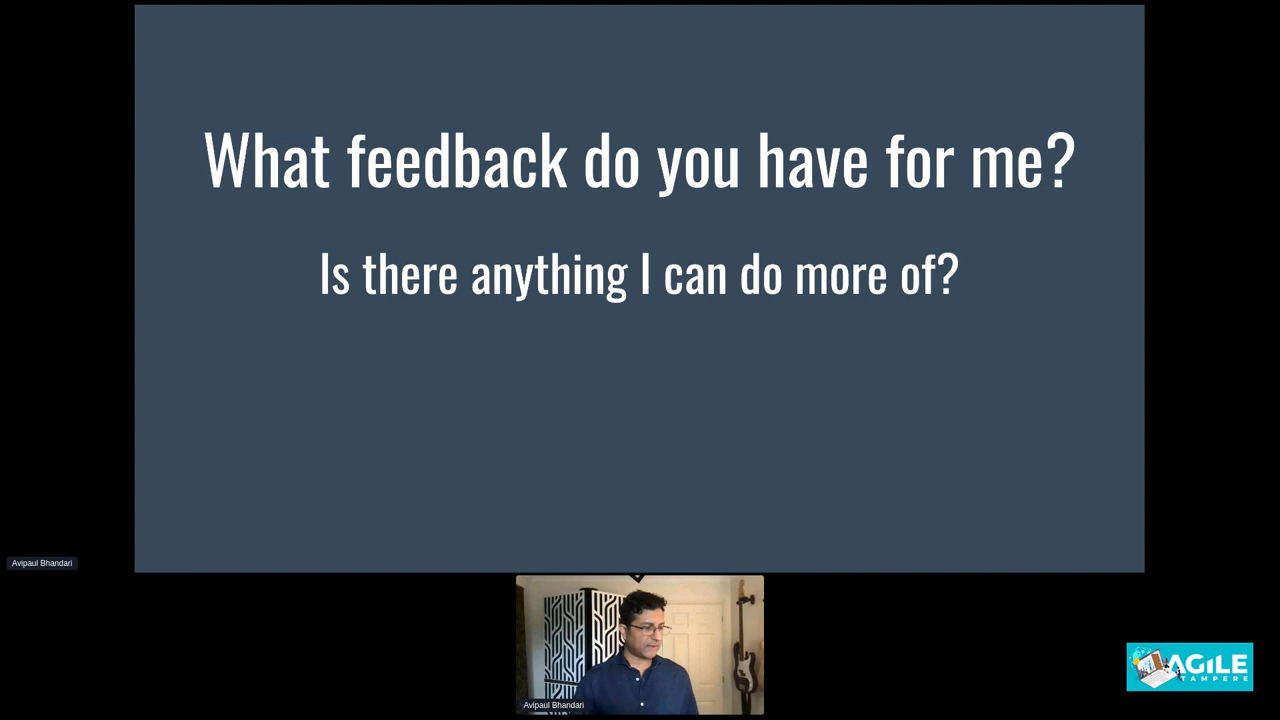 What feedback do you have for me?
Is there anything I can do more of?
Avipaul Bhandari
Avipaul Bhandari
AGILE
TAMPERE